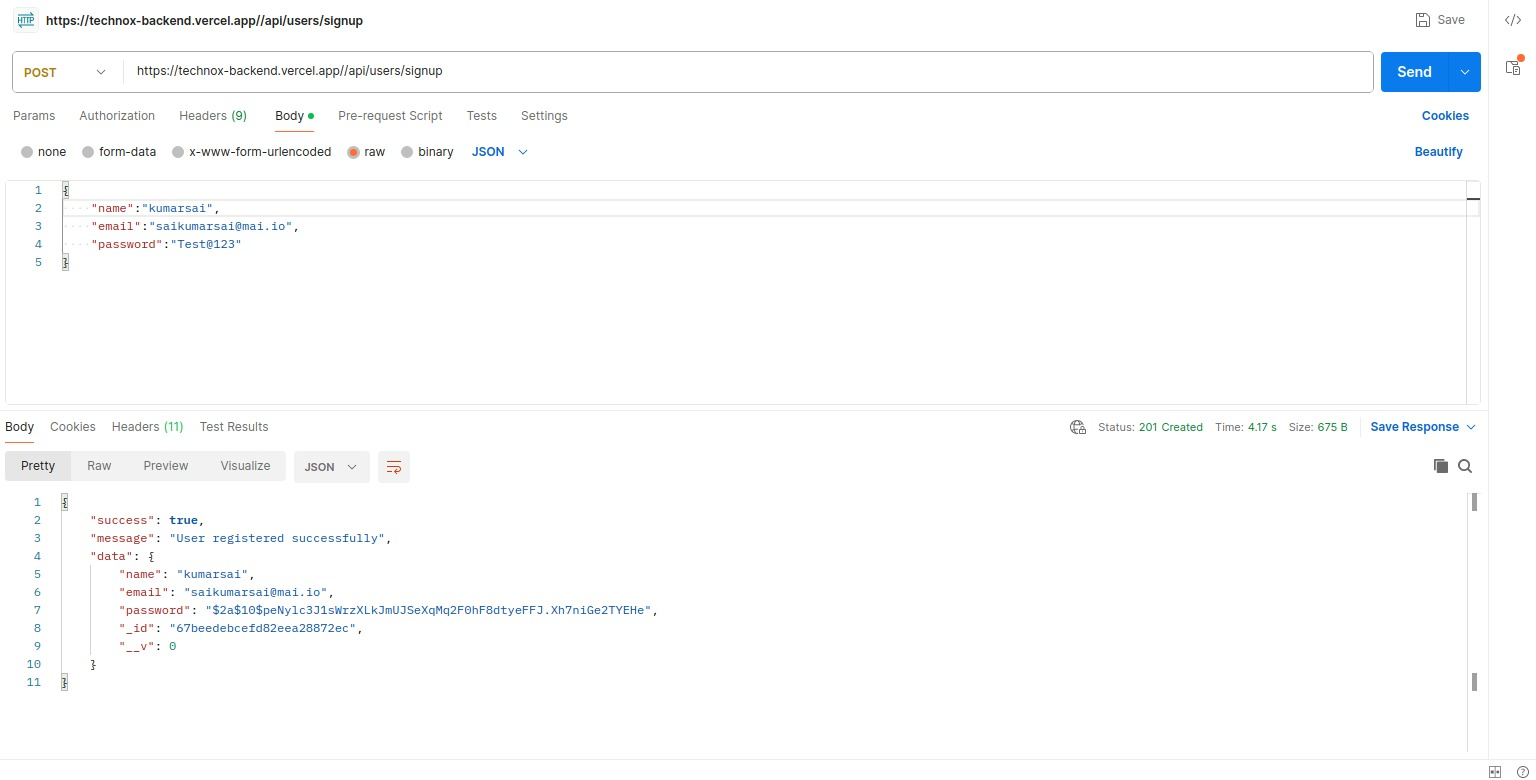 HTTP https://technox-backend.vercel.app//api/users/signup Save
POST https://technox-backend.vercel.app//api/users/signup Send
Params Authorization Headers (9) Body Pre-request Script Tests Settings Cookies
none form-data x-www-form-urlencoded raw binary JSON Beautify
1 {
2 "name":"kumarsai",
3 "email":"saikumarsai@mai.io",
4 "password":"Test@123"
5 }
Body Cookies Headers (11) Test Results Status: 201 Created Time: 4.17 s Size: 675 B Save Response
Pretty Raw Preview Visualize JSON
1 {
2 "success": true,
3 "message": "User registered successfully",
4 "data": {
5 "name": "kumarsai",
6 "email": "saikumarsai@mai.io",
7 "password": "$2a$10$peNylc3J1sWrzXLkJmUJSeXqMq2F0hF8dtyeFFJ.Xh7niGe2TYEHe",
8 "_id": "67beedebcefd82eea28872ec",
9 "__v": 0
10 }
11 }